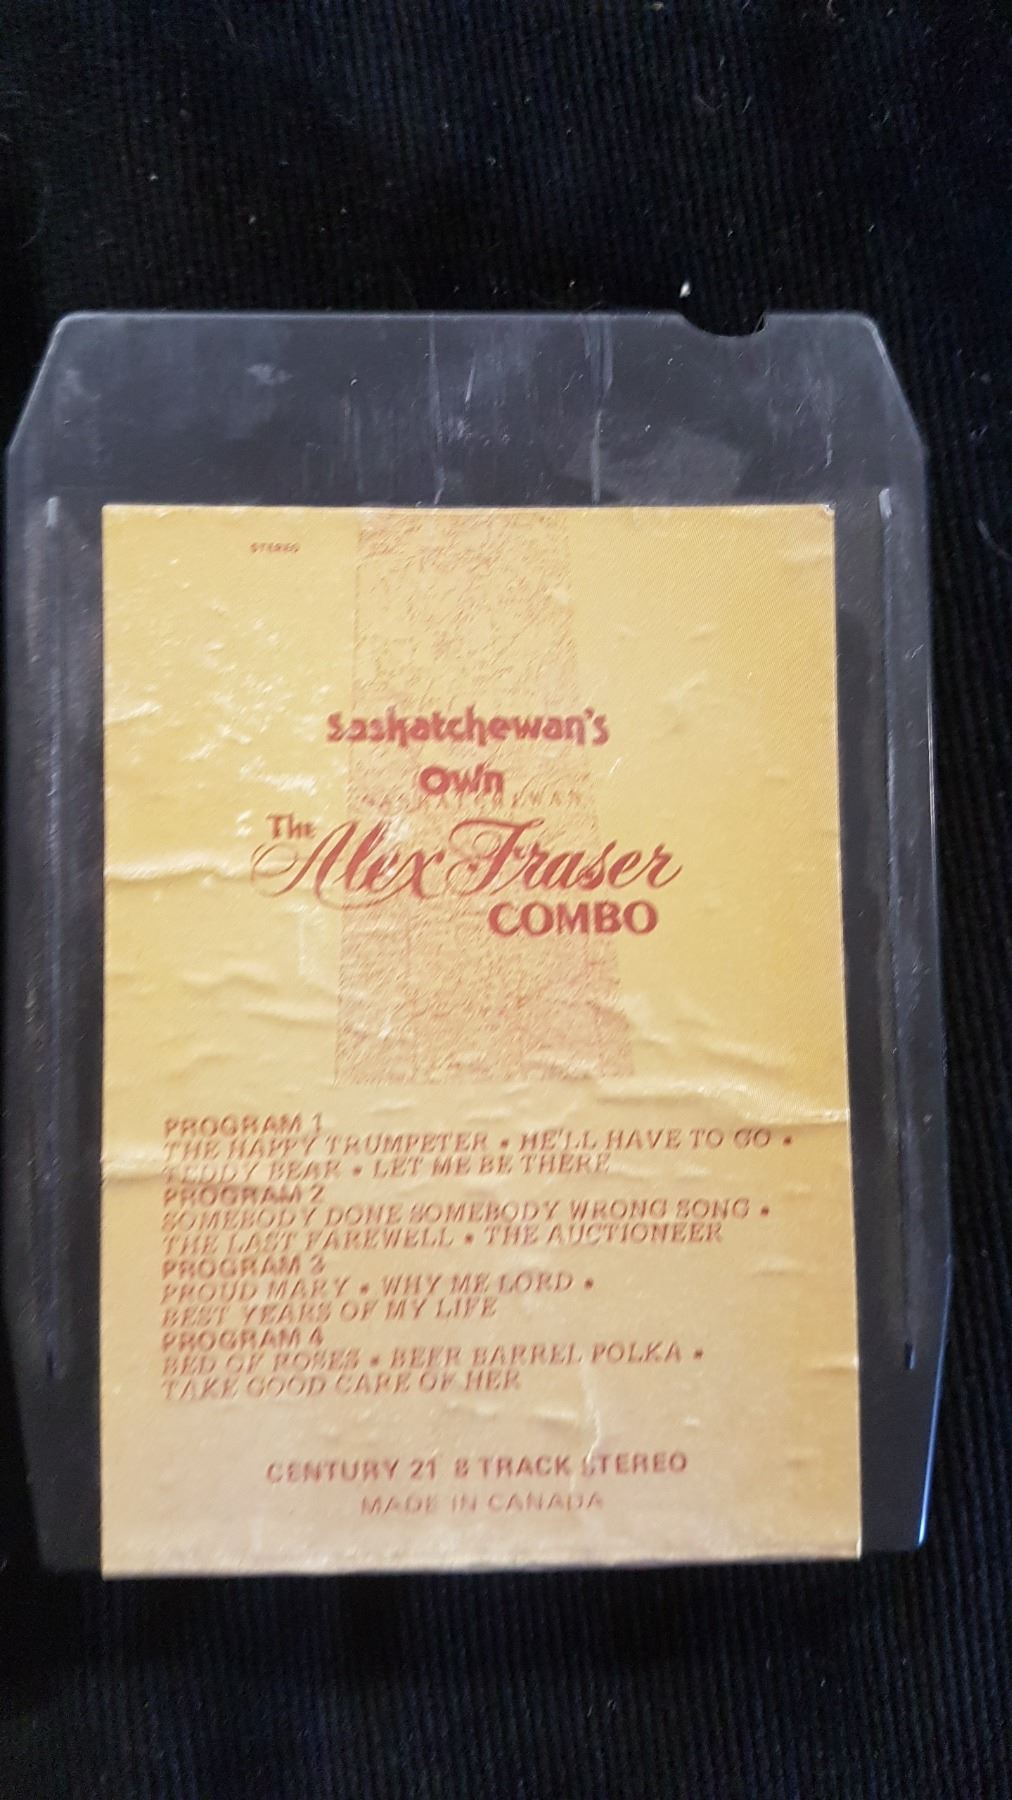 STEREO
Saskatchewan's
Own
SASKATCHEWAN
The Alex Fraser
COMBO
PROGRAM 1
THE HAPPY TRUMPETER • HE'LL HAVE TO GO •
TEDDY BEAR • LET ME BE THERE
PROGRAM 2
SOMEBODY DONE SOMEBODY WRONG SONG •
THE LAST FAREWELL • THE AUCTIONEER
PROGRAM 3
PROUD MARY • WHY ME LORD •
BEST YEARS OF MY LIFE
PROGRAM 4
BED OF ROSES • BEER BARREL POLKA •
TAKE GOOD CARE OF HER
CENTURY 21 8 TRACK STEREO
MADE IN CANADA